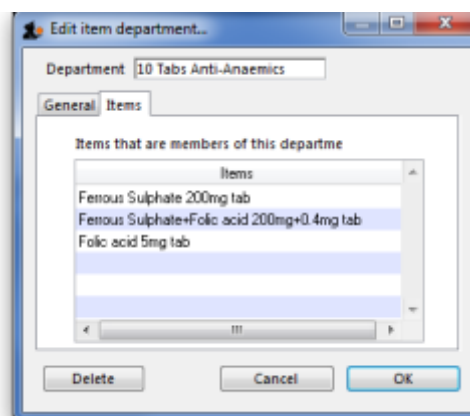 Edit item department...
Department 10 Tabs Anti-Anaemics
General Items
Items that are members of this departme
Items
Ferrous Sulphate 200mg tab
Ferrous Sulphate+Folic acid 200mg+0.4mg tab
Folic acid 5mg tab
Delete Cancel OK